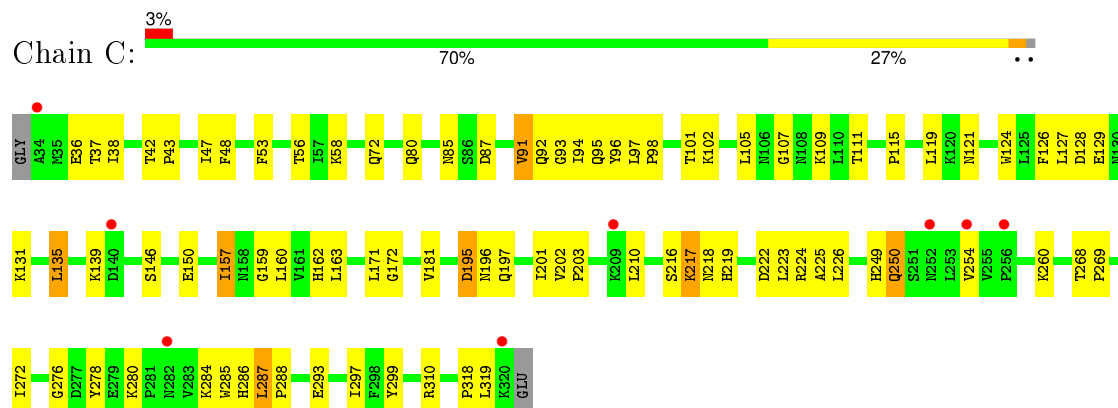 3%
Chain C:
70% 27% ..
GLY A34 M35 E36 T37 I38 T42 P43 I47 F48 F53 T56 I57 K58 Q72 Q80 N85 S86 D87 V91 Q92 G93 I94 Q95 Y96 L97 P98 T101 K102 L105 N106 G107 N108 K109 L110 T111 P115 L119 K120 N121 W124 L125 F126 L127 D128 E129 N130
K131 L135 K139 D140 S146 E150 I157 N158 G159 L160 V161 H162 L163 L171 G172 V181 D195 N196 Q197 I201 V202 P203 K209 L210 S216 K217 N218 H219 D222 L223 R224 A225 L226 H249 Q250 S251 N252 L253 V254 V255 P256 K260 T268 P269
I272 G276 D277 Y278 E279 K280 P281 N282 V283 K284 W285 H286 L287 P288 E293 I297 F298 Y299 R310 P318 L319 K320 GLU